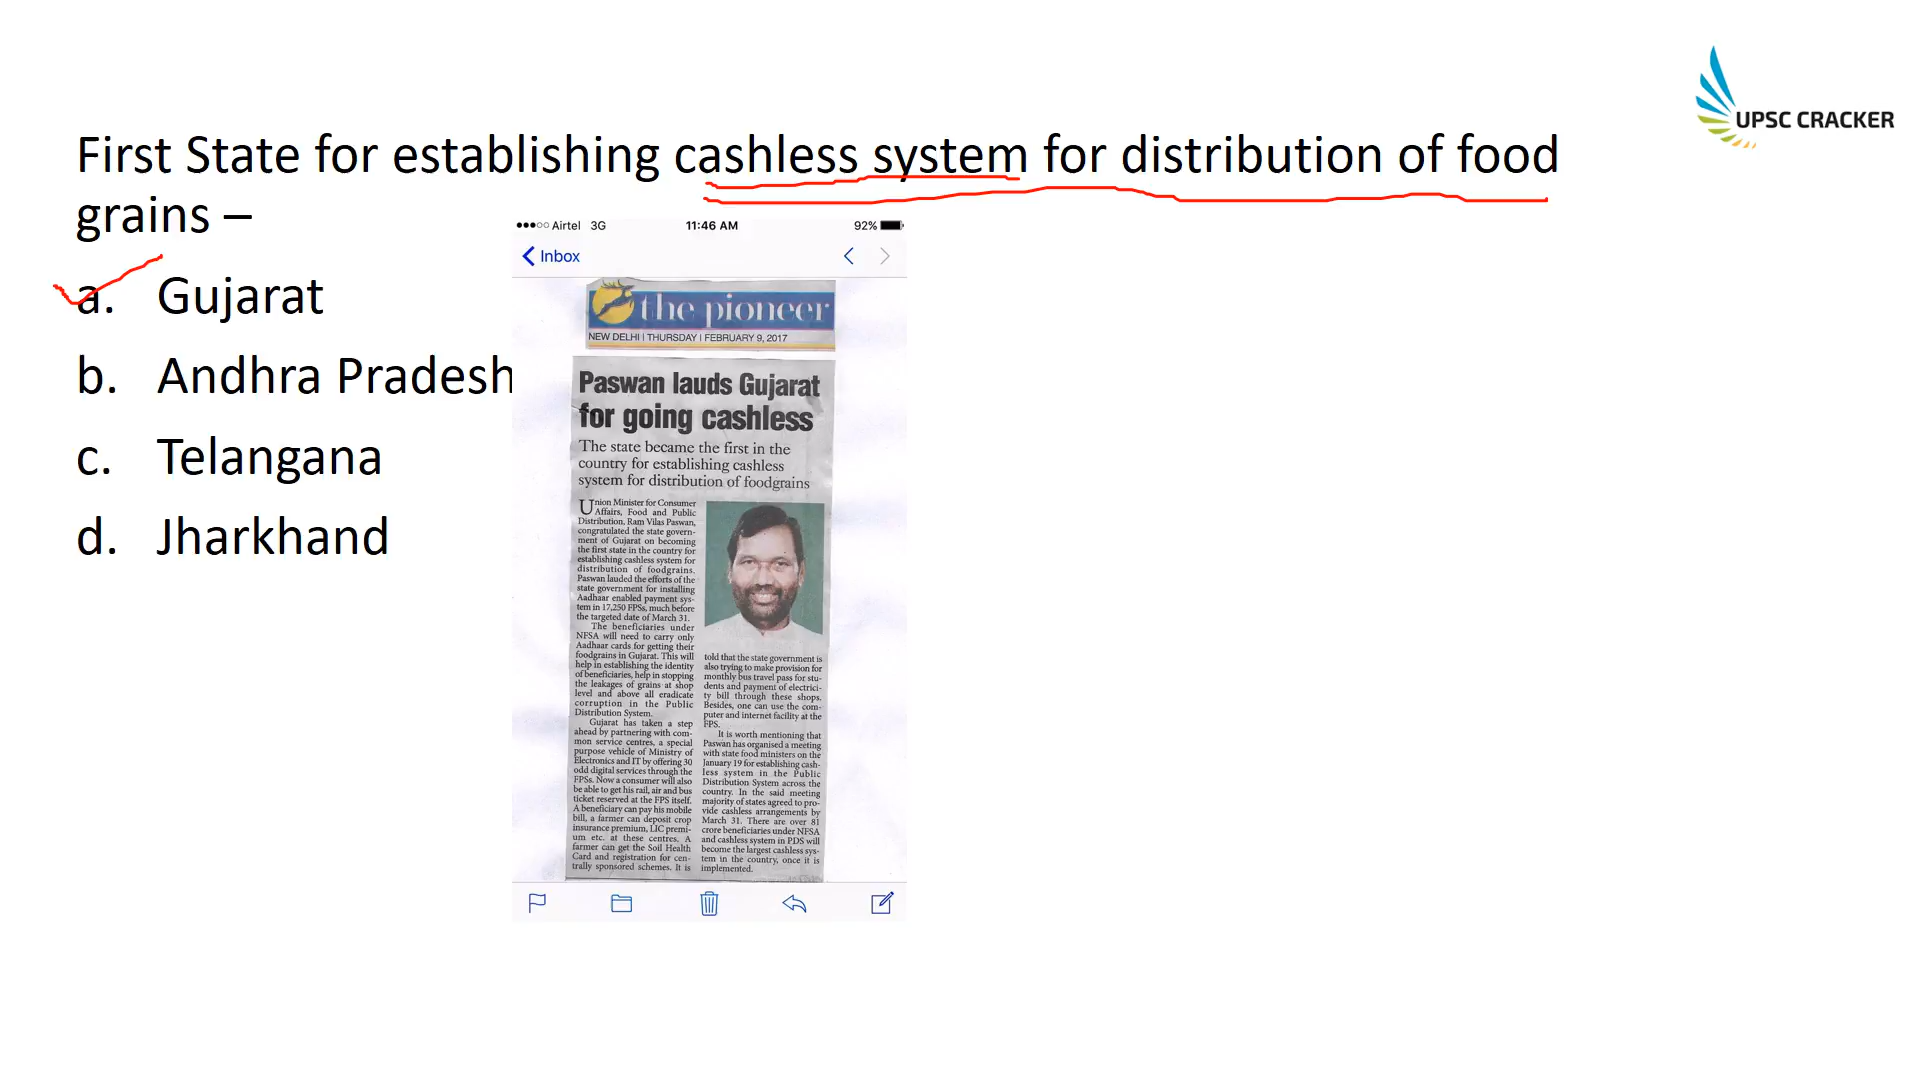 UPSC CRACKER
First State for establishing cashless system for distribution of food
grains –
a. Gujarat
b. Andhra Pradesh
c. Telangana
d. Jharkhand
Airtel 3G 11:46 AM 92%
Inbox
the pioneer
NEW DELHI | THURSDAY | FEBRUARY 9, 2017
Paswan lauds Gujarat
for going cashless
The state became the first in the
country for establishing cashless
system for distribution of foodgrains
Union Minister for Consumer
Affairs, Food and Public
Distribution, Ram Vilas Paswan,
congratulated the state govern-
ment of Gujarat on becoming
the first state in the country for
establishing cashless system for
distribution of foodgrains.
Paswan lauded the efforts of the
state government for installing
Aadhaar enabled payment sys-
tem in 17,250 FPSs, much before
the targeted date of March 31.
The beneficiaries under
NFSA will need to carry only
Aadhaar cards for getting their
foodgrains in Gujarat. This will
help in establishing the identity
of beneficiaries, help in stopping
the leakages of grains at shop
level and above all eradicate
corruption in the Public
Distribution System.
Gujarat has taken a step
ahead by partnering with com-
mon service centres, a special
purpose vehicle of Ministry of
Electronics and IT by offering 30
odd digital services through the
FPSs. Now a consumer will also
be able to get his rail, air and bus
ticket reserved at the FPS itself.
A beneficiary can pay his mobile
bill, a farmer can deposit crop
insurance premium, LIC premi-
um etc. at these centres. A
farmer can get the Soil Health
Card and registration for cen-
trally sponsored schemes. It is
told that the state government is
also trying to make provision for
monthly bus travel pass for stu-
dents and payment of electrici-
ty bill through these shops.
Besides, one can use the com-
puter and internet facility at the
FPS.
It is worth mentioning that
Paswan has organised a meeting
with state food ministers on the
January 19 for establishing cash-
less system in the Public
Distribution System across the
country. In the said meeting
majority of states agreed to pro-
vide cashless arrangements by
March 31. There are over 81
crore beneficiaries under NFSA
and cashless system in PDS will
become the largest cashless sys-
tem in the country, once it is
implemented.